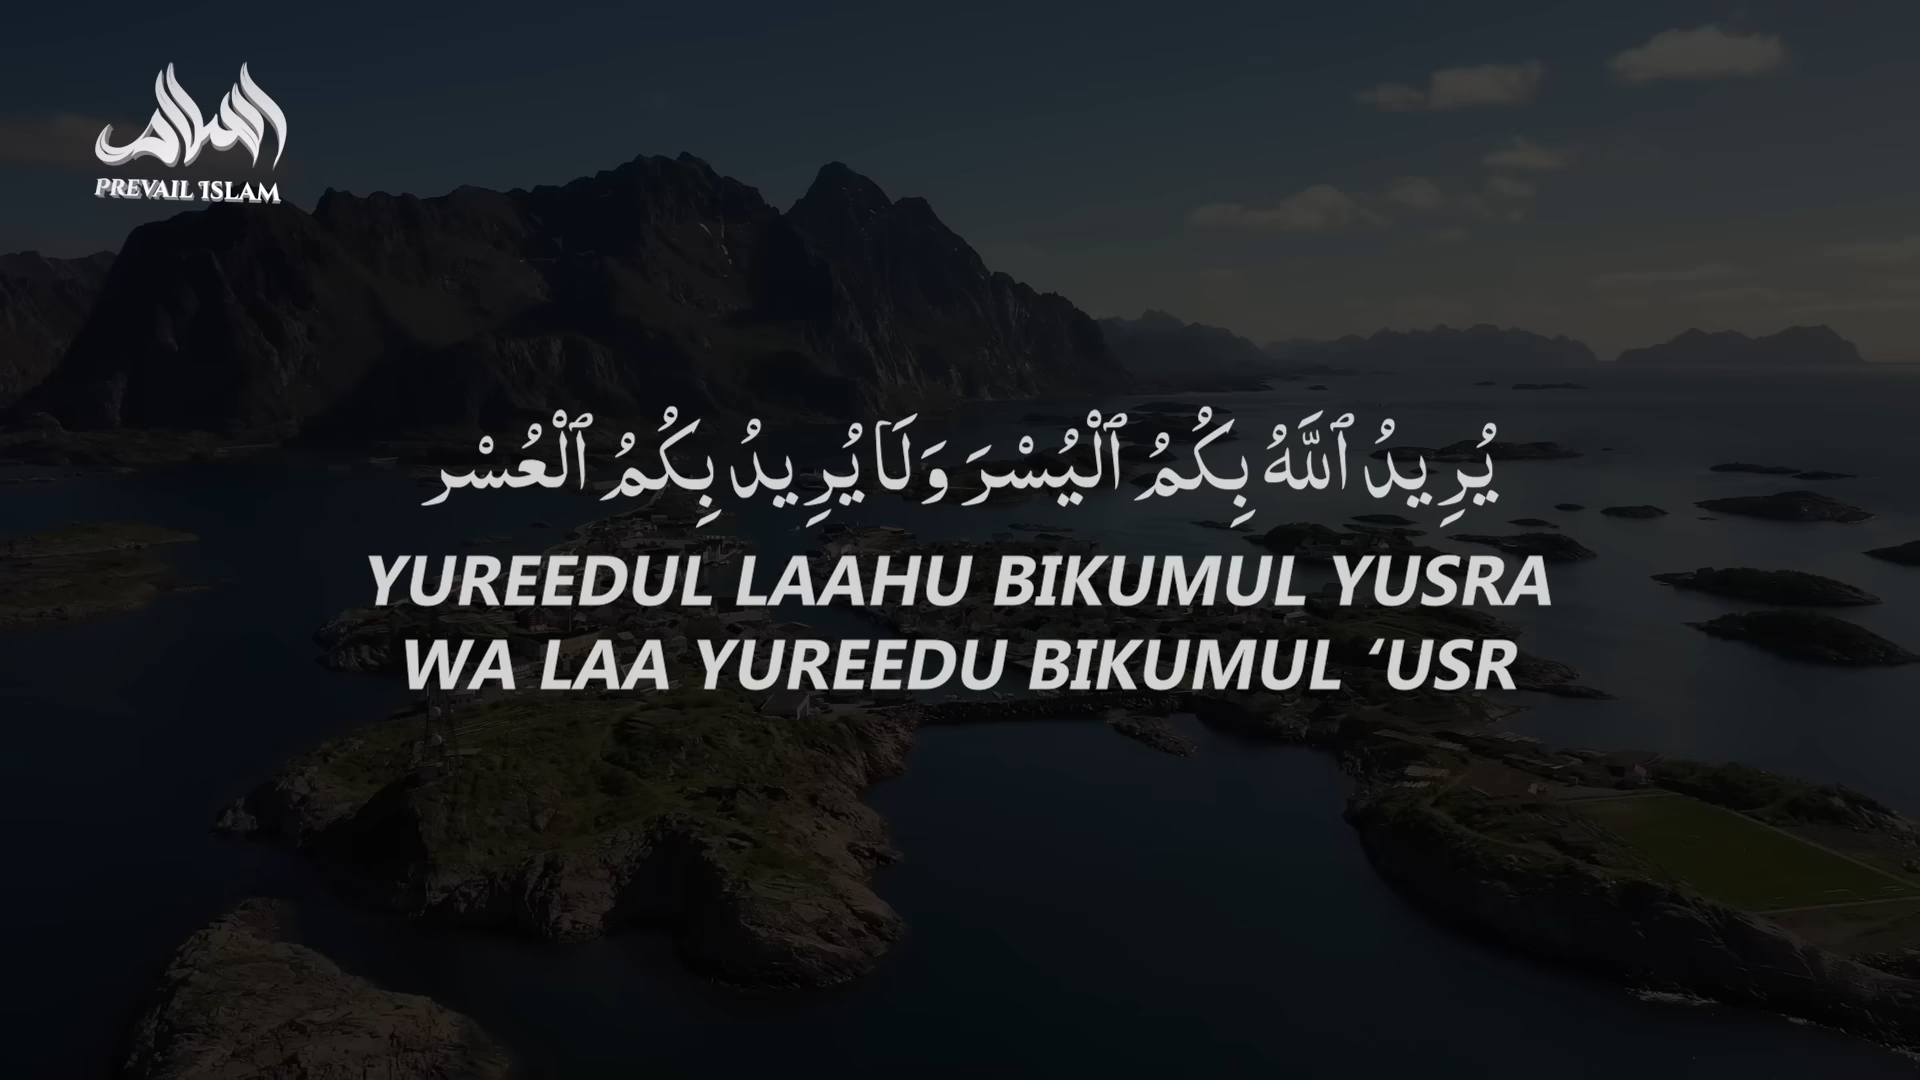 السلام
PREVAIL ISLAM
يُرِيدُ ٱللَّهُ بِكُمُ ٱلْيُسْرَ وَلَا يُرِيدُ بِكُمُ ٱلْعُسْر
YUREEDUL LAAHU BIKUMUL YUSRA
WA LAA YUREEDU BIKUMUL ‘USR